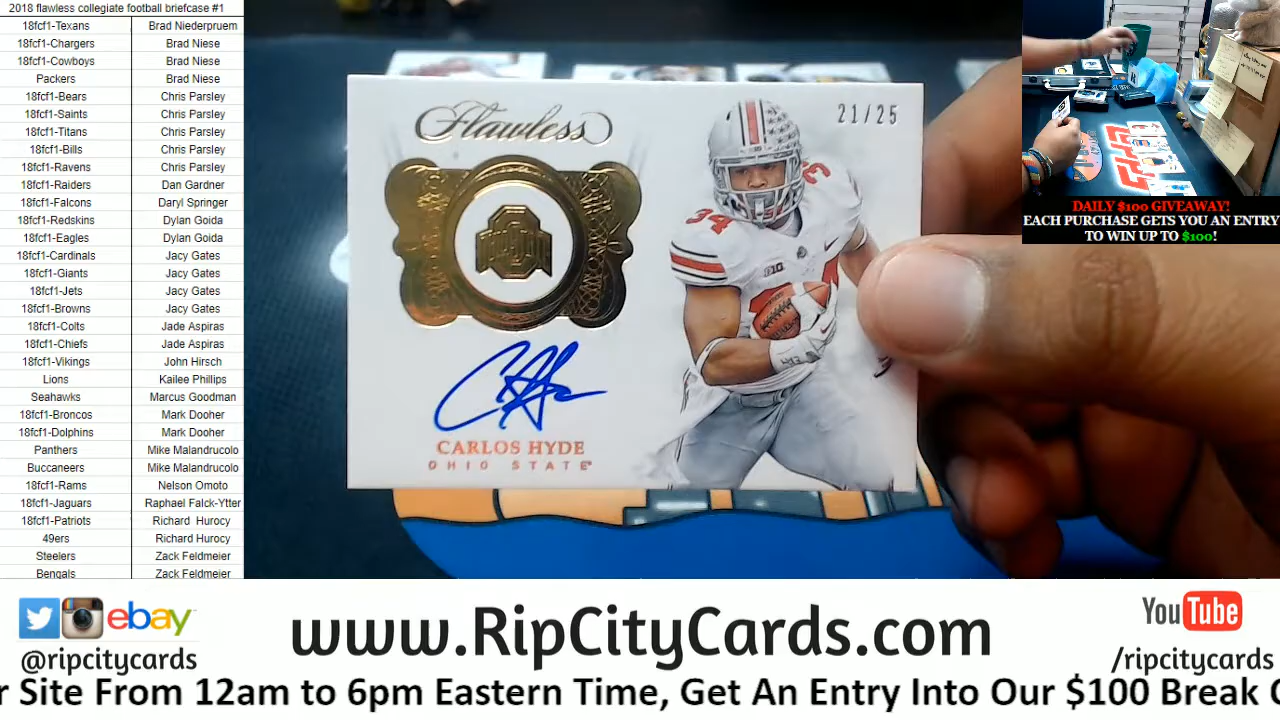 2018 flawless collegiate football briefcase #1
18fcf1-Texans Brad Niederpruem
18fcf1-Chargers Brad Niese
18fcf1-Cowboys Brad Niese
Packers Brad Niese
18fcf1-Bears Chris Parsley
18fcf1-Saints Chris Parsley
18fcf1-Titans Chris Parsley
18fcf1-Bills Chris Parsley
18fcf1-Ravens Chris Parsley
18fcf1-Raiders Dan Gardner
18fcf1-Falcons Daryl Springer
18fcf1-Redskins Dylan Goida
18fcf1-Eagles Dylan Goida
18fcf1-Cardinals Jacy Gates
18fcf1-Giants Jacy Gates
18fcf1-Jets Jacy Gates
18fcf1-Browns Jacy Gates
18fcf1-Colts Jade Aspiras
18fcf1-Chiefs Jade Aspiras
18fcf1-Vikings John Hirsch
Lions Kailee Phillips
Seahawks Marcus Goodman
18fcf1-Broncos Mark Dooher
18fcf1-Dolphins Mark Dooher
Panthers Mike Malandrucolo
Buccaneers Mike Malandrucolo
18fcf1-Rams Nelson Omoto
18fcf1-Jaguars Raphael Falck-Ytter
18fcf1-Patriots Richard Hurocy
49ers Richard Hurocy
Steelers Zack Feldmeier
Bengals Zack Feldmeier
Flawless
21/25
OHIO STATE
34
34
B1G
CARLOS HYDE
OHIO STATE
DAILY $100 GIVEAWAY!
EACH PURCHASE GETS YOU AN ENTRY
TO WIN UP TO $100!
ebay
@ripcitycards
www.RipCityCards.com
YouTube
/ripcitycards
r Site From 12am to 6pm Eastern Time, Get An Entry Into Our $100 Break